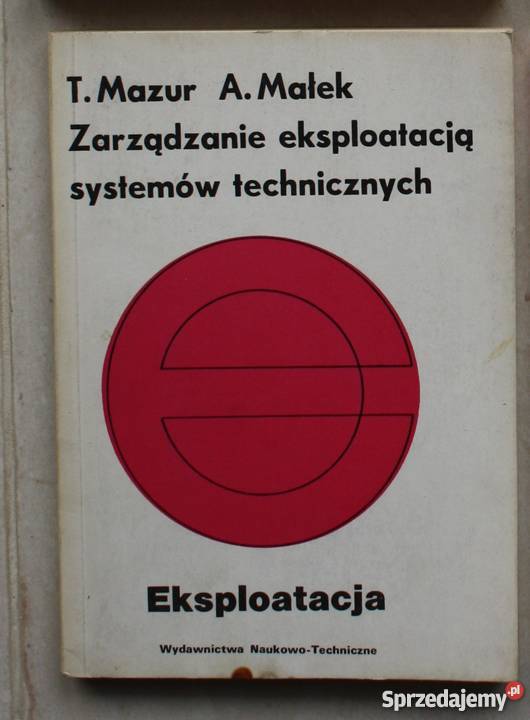 T. Mazur A. Małek
Zarządzanie eksploatacją
systemów technicznych
Eksploatacja
Wydawnictwa Naukowo-Techniczne
Sprzedajemy.pl